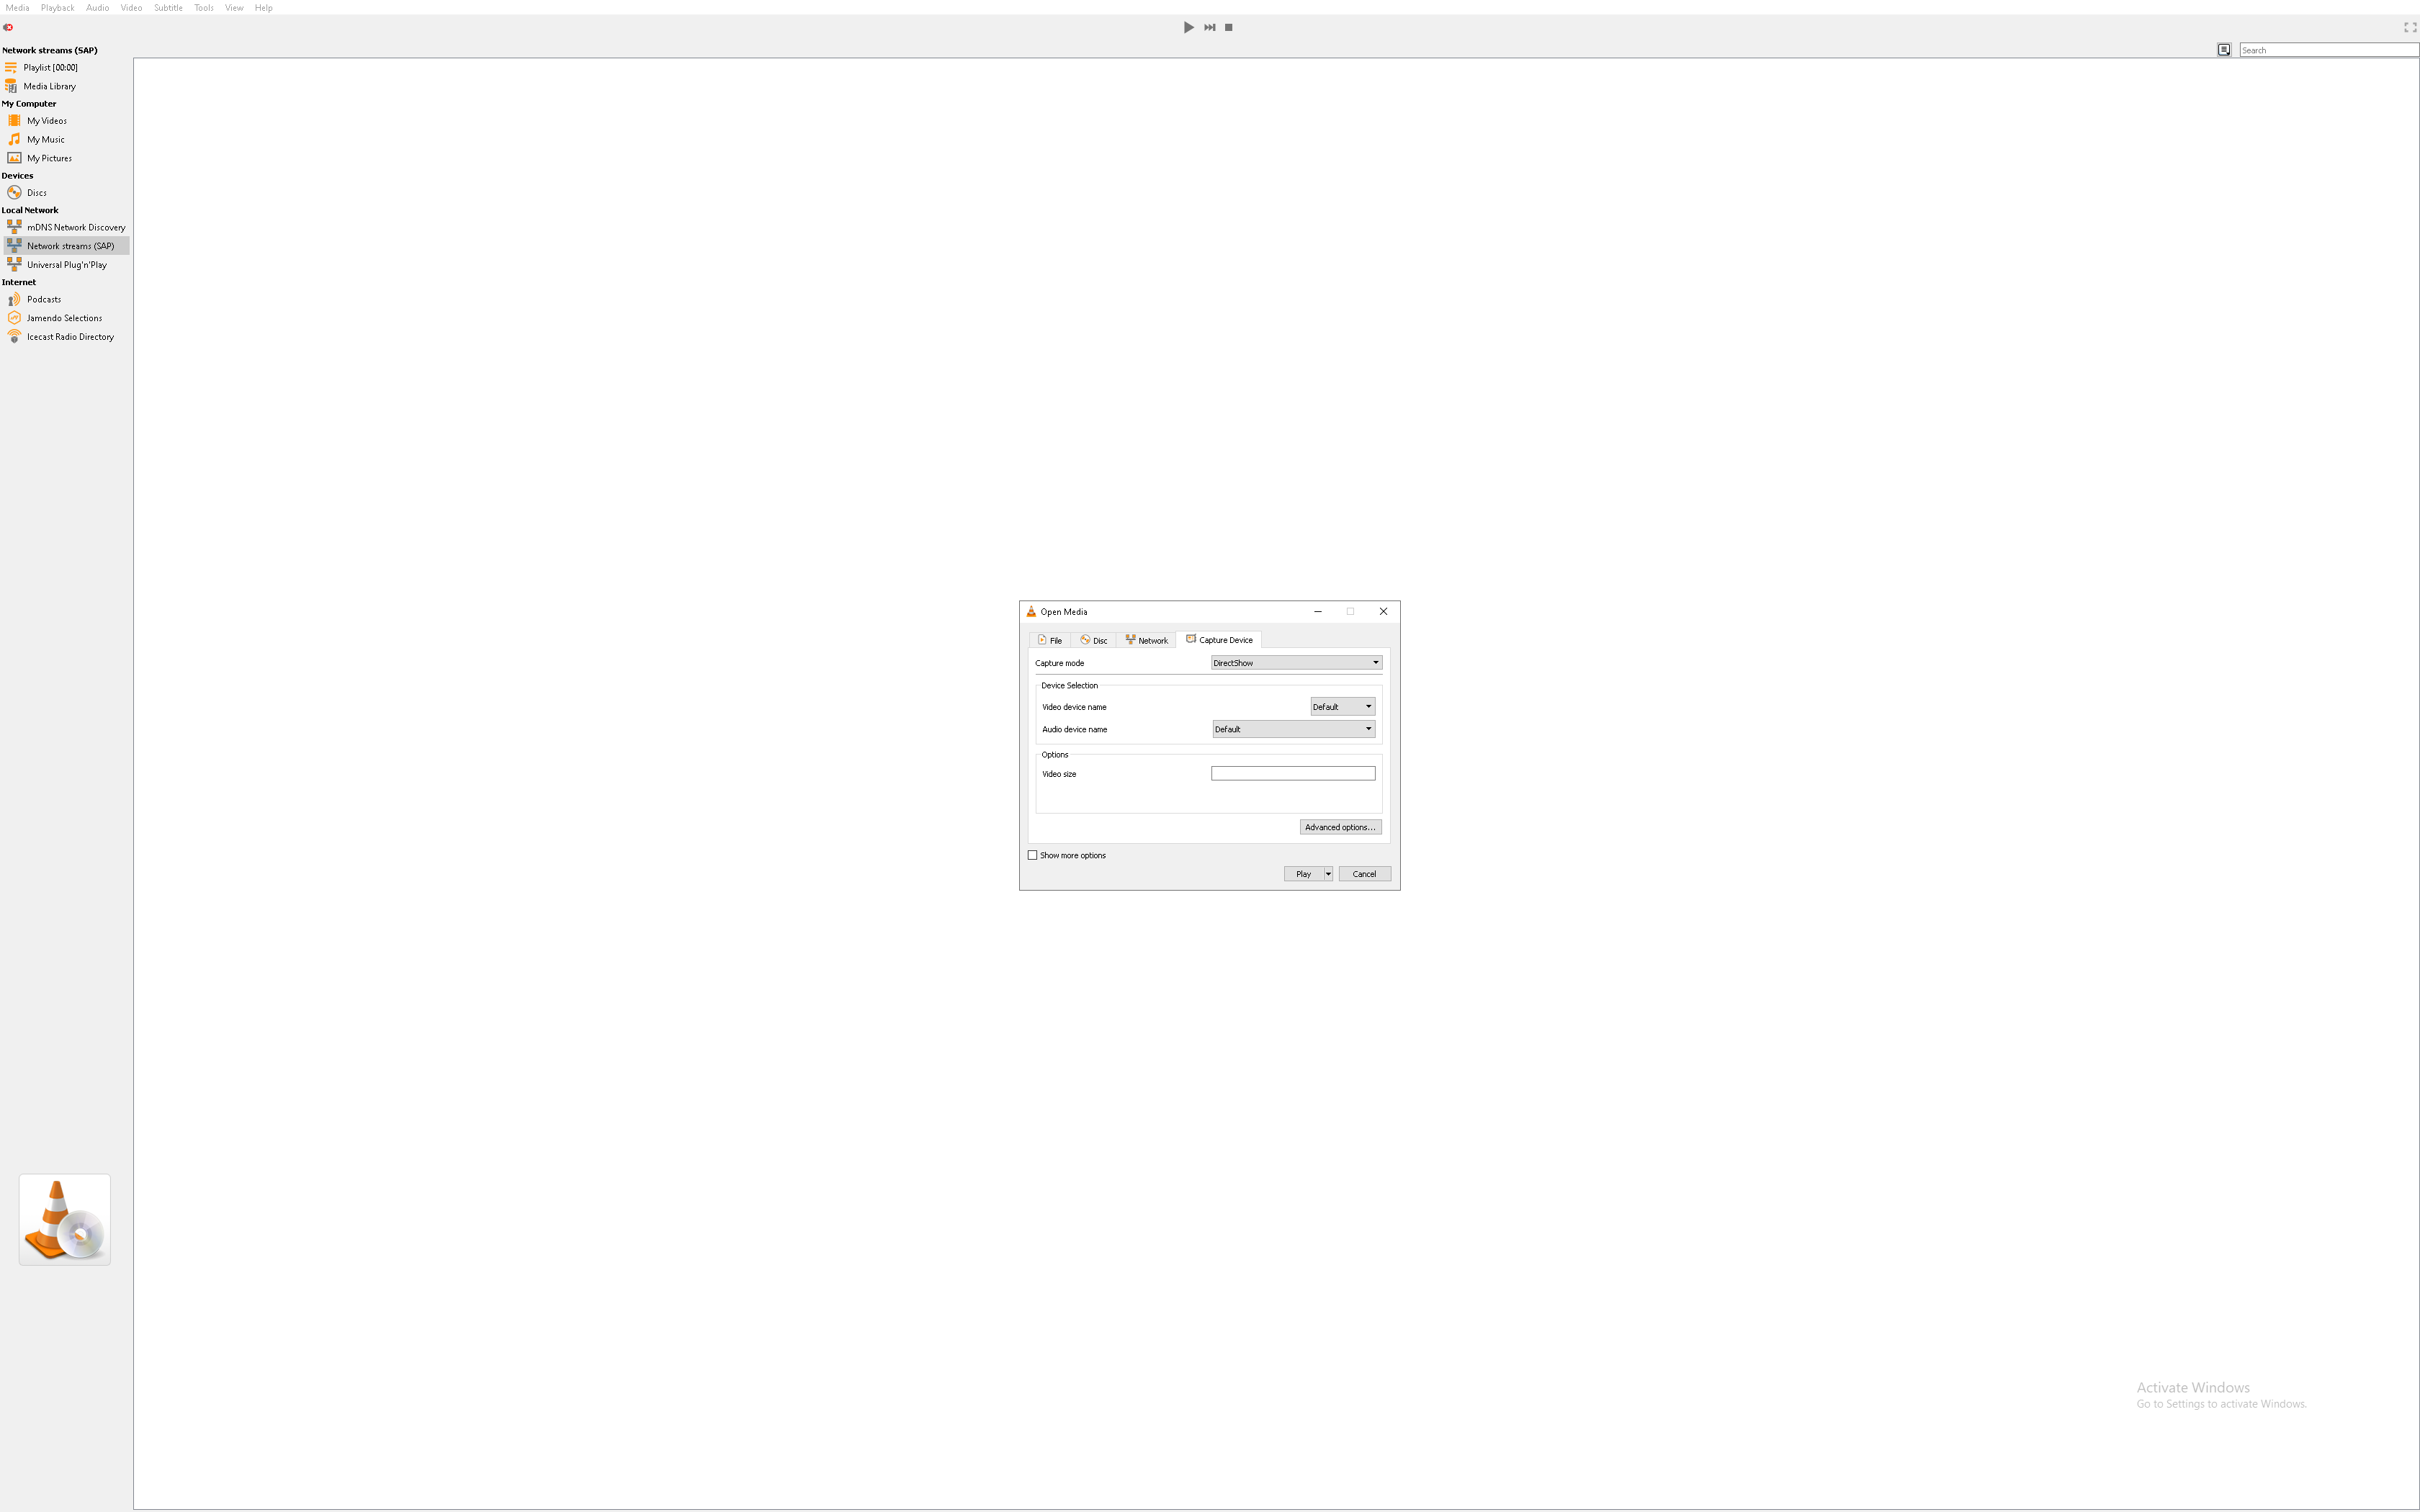 Media Playback Audio Video Subtitle Tools View Help
Network streams (SAP)
Search
Playlist [00:00]
Media Library
My Computer
My Videos
My Music
My Pictures
Devices
Discs
Local Network
mDNS Network Discovery
Network streams (SAP)
Universal Plug'n'Play
Internet
Podcasts
Jamendo Selections
Icecast Radio Directory
Open Media
File Disc Network Capture Device
Capture mode DirectShow
Device Selection
Video device name Default
Audio device name Default
Options
Video size
Advanced options...
Show more options
Play Cancel
Activate Windows
Go to Settings to activate Windows.